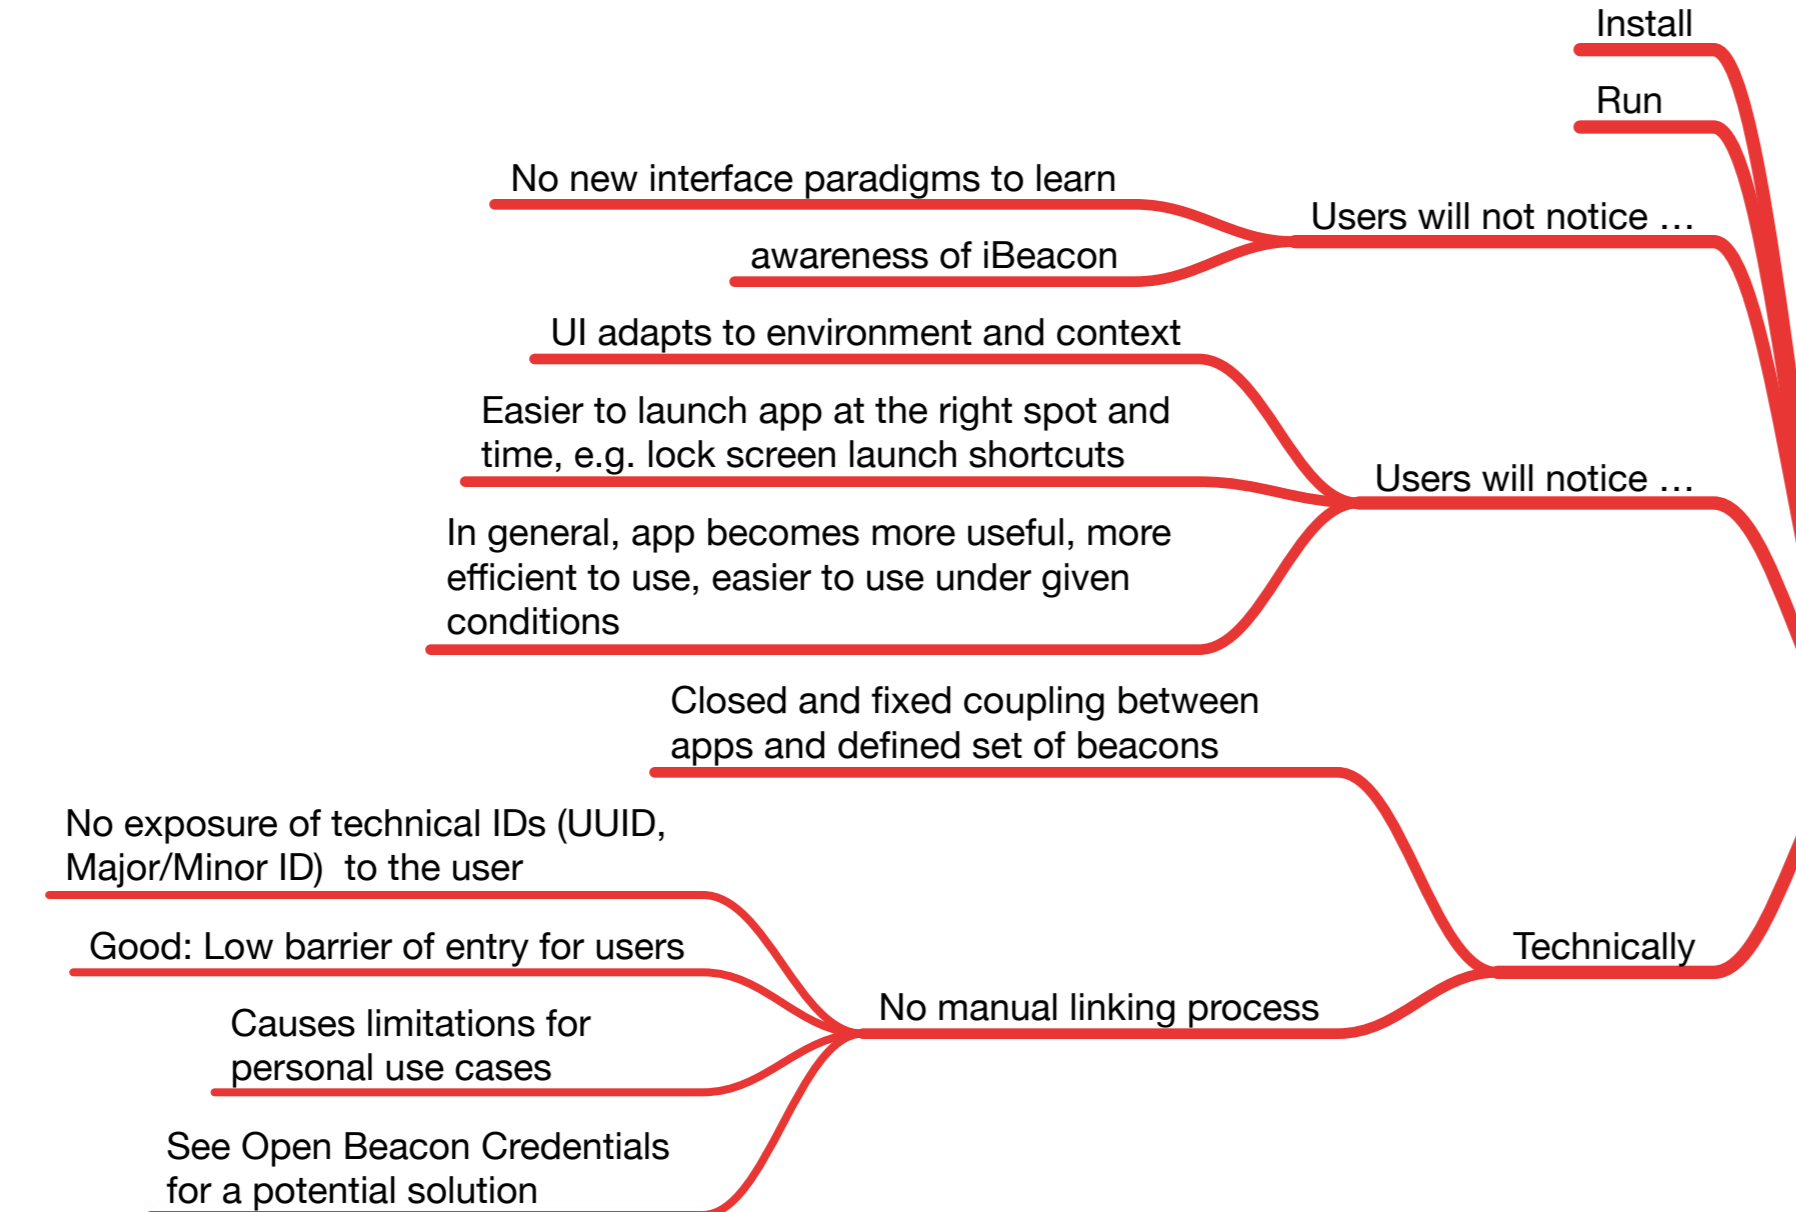 Install
Run
No new interface paradigms to learn
Users will not notice …
awareness of iBeacon
UI adapts to environment and context
Easier to launch app at the right spot and
time, e.g. lock screen launch shortcuts
Users will notice …
In general, app becomes more useful, more
efficient to use, easier to use under given
conditions
Closed and fixed coupling between
apps and defined set of beacons
No exposure of technical IDs (UUID,
Major/Minor ID)  to the user
Good: Low barrier of entry for users
Technically
No manual linking process
Causes limitations for
personal use cases
See Open Beacon Credentials
for a potential solution